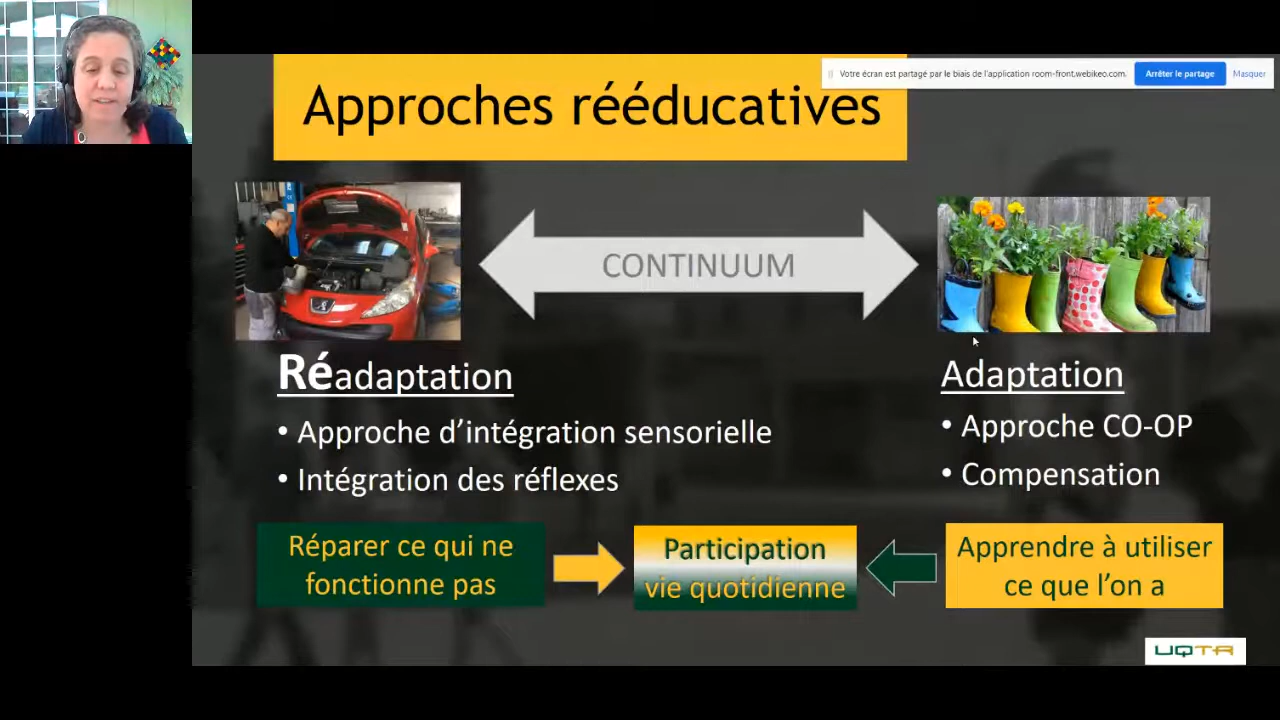 Votre écran est partagé par le biais de l'application room-front.webikeo.com. Arrêter le partage Masquer
Approches rééducatives
CONTINUUM
Réadaptation
• Approche d'intégration sensorielle
• Intégration des réflexes
Adaptation
• Approche CO-OP
• Compensation
Réparer ce qui ne
fonctionne pas
Participation
vie quotidienne
Apprendre à utiliser
ce que l'on a
UQTR